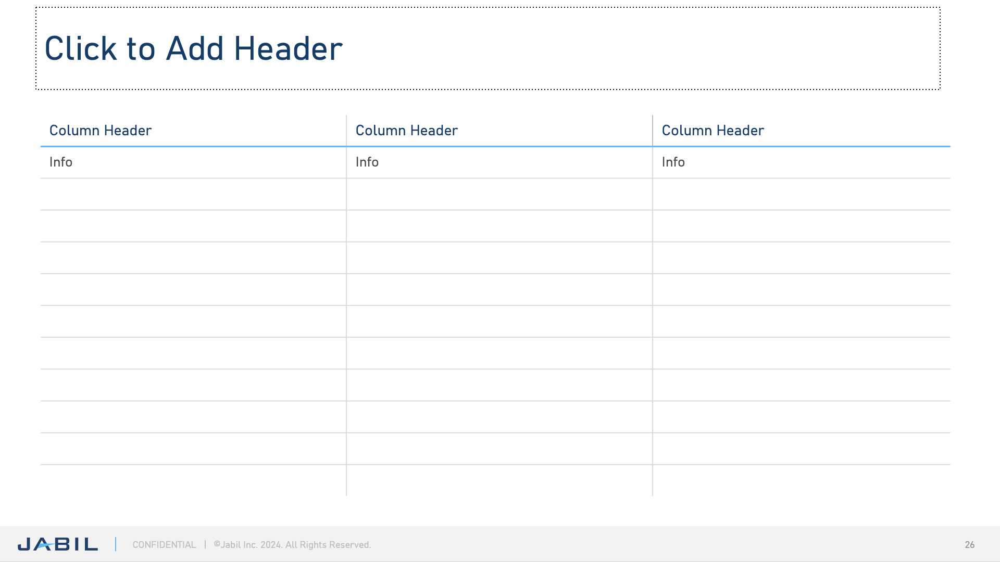 Click to Add Header
Column Header Column Header Column Header
Info Info Info
JABIL CONFIDENTIAL | ©Jabil Inc. 2024. All Rights Reserved. 26